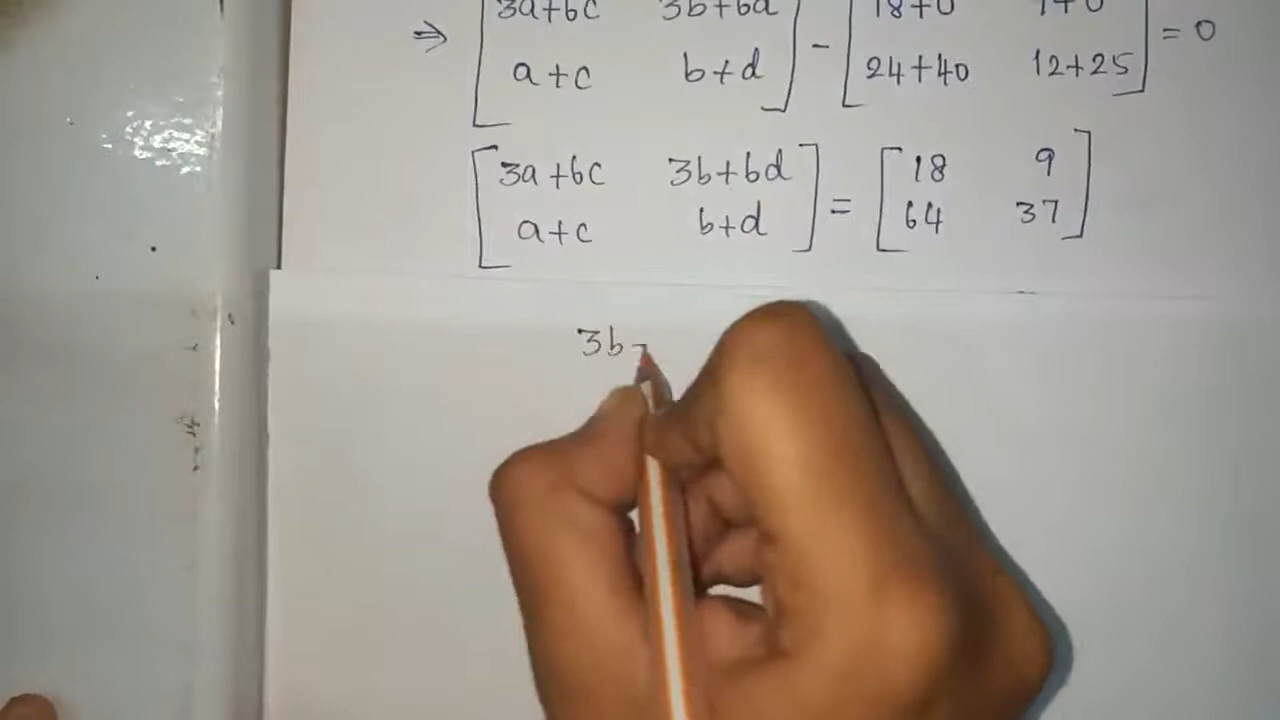 ⇒ [ 3a+6c 3b+6d ] - [ 18+0 9+0 ] = 0
[ a+c b+d ] [ 24+40 12+25 ]
[ 3a+6c 3b+6d ] = [ 18 9 ]
[ a+c b+d ] [ 64 37 ]
3b